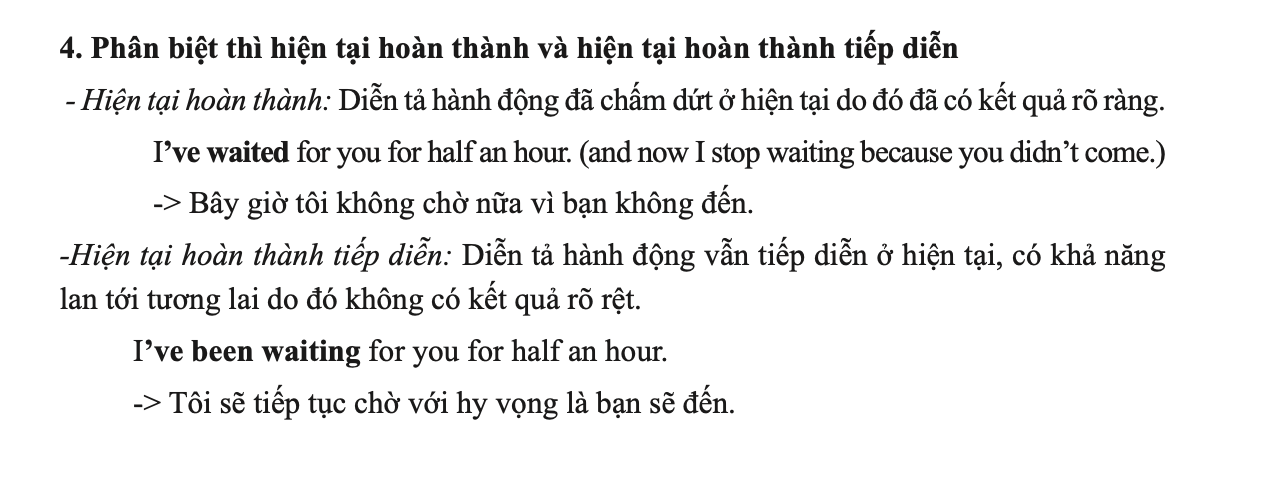 4. Phân biệt thì hiện tại hoàn thành và hiện tại hoàn thành tiếp diễn
- Hiện tại hoàn thành: Diễn tả hành động đã chấm dứt ở hiện tại do đó đã có kết quả rõ ràng.
I’ve waited for you for half an hour. (and now I stop waiting because you didn’t come.)
-> Bây giờ tôi không chờ nữa vì bạn không đến.
-Hiện tại hoàn thành tiếp diễn: Diễn tả hành động vẫn tiếp diễn ở hiện tại, có khả năng
lan tới tương lai do đó không có kết quả rõ rệt.
I’ve been waiting for you for half an hour.
-> Tôi sẽ tiếp tục chờ với hy vọng là bạn sẽ đến.